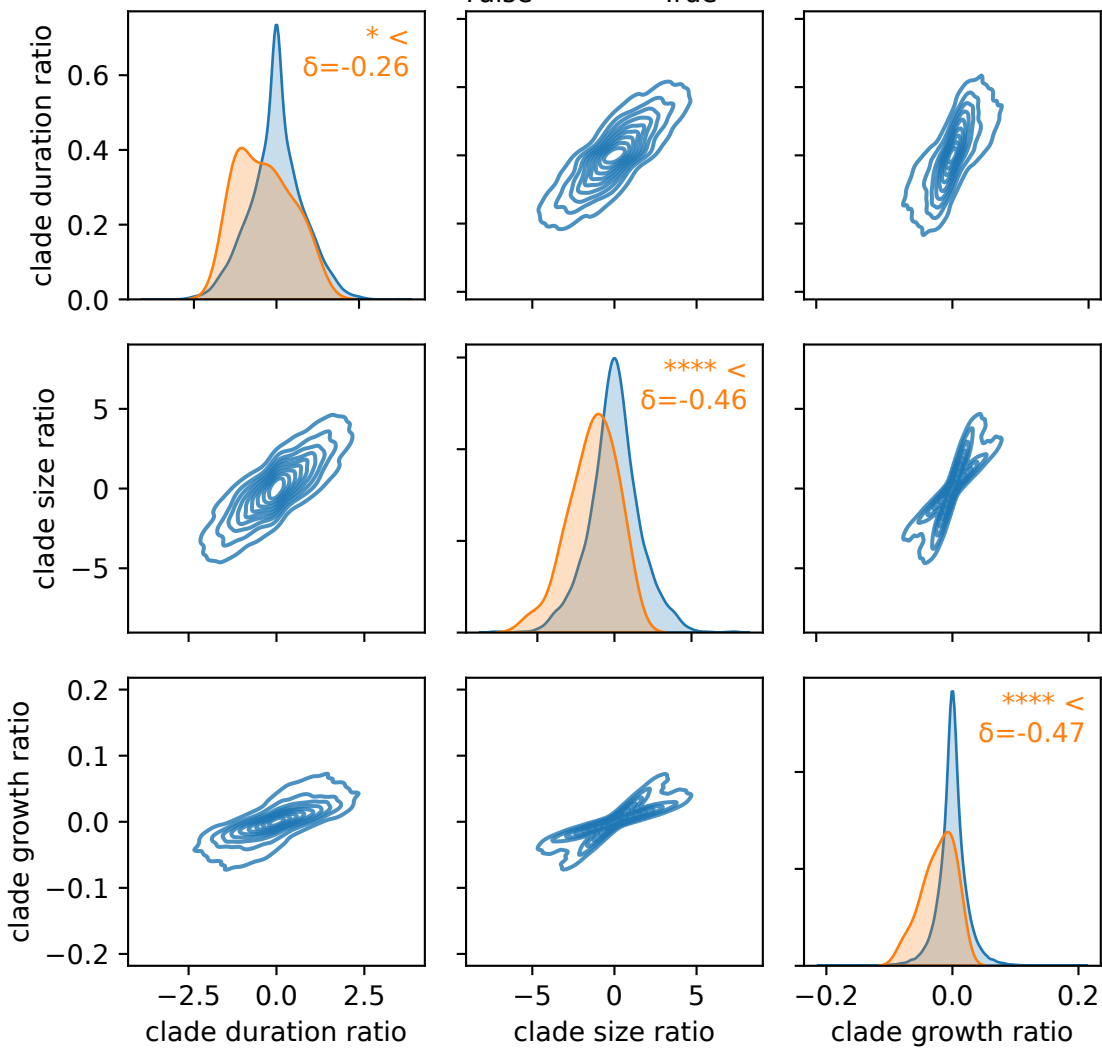 False True
clade duration ratio
0.6
0.4
0.2
0.0
* <
δ=-0.26
clade size ratio
5
0
−5
**** <
δ=-0.46
clade growth ratio
0.2
0.1
0.0
−0.1
−0.2
**** <
δ=-0.47
−2.5 0.0 2.5
−5 0 5
−0.2 0.0 0.2
clade duration ratio
clade size ratio
clade growth ratio